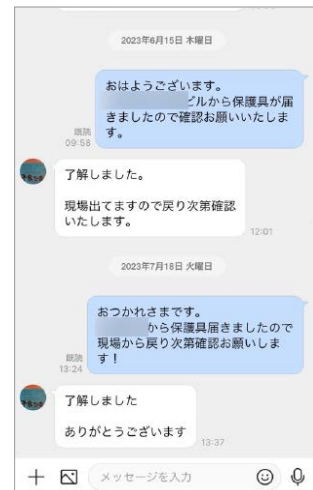 2023年6月15日 木曜日
おはようございます。
ビルから保護具が届
きましたので確認お願いいたしま
す。
既読
09:58
了解しました。
現場出てますので戻り次第確認
いたします。
12:01
2023年7月18日 火曜日
おつかれさまです。
から保護具届きましたので
現場から戻り次第確認お願いしま
す！
既読
13:24
了解しました
ありがとうございます
13:37
メッセージを入力